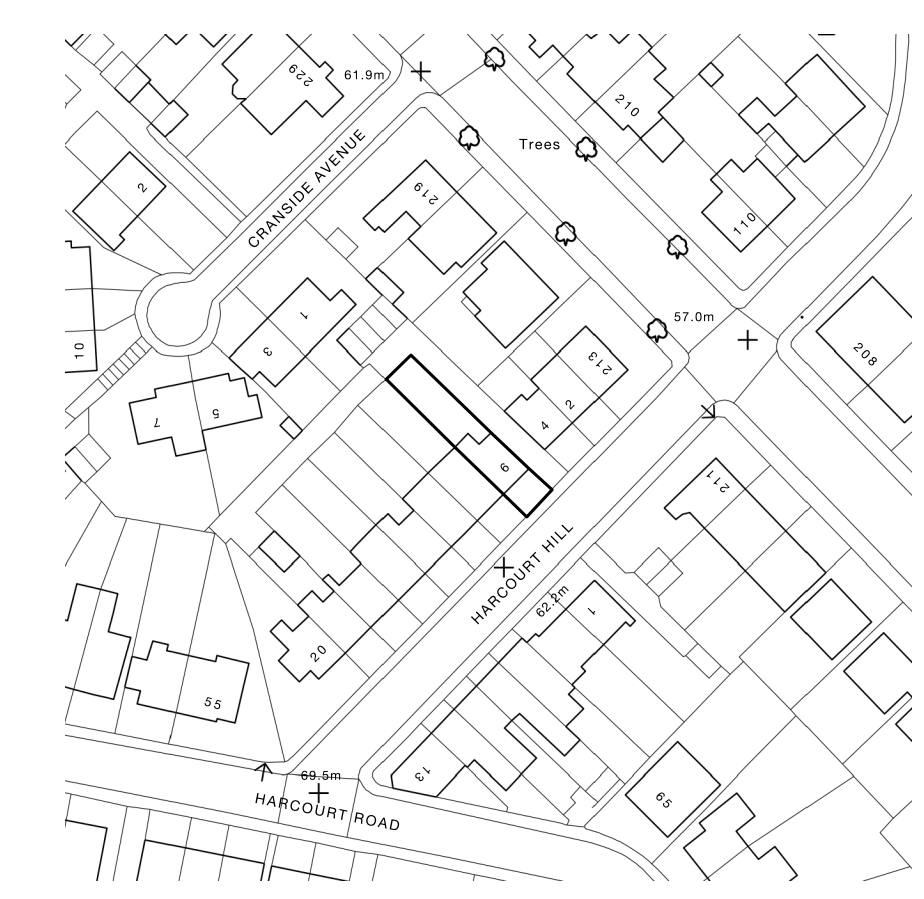 229
61.9m
210
Trees
CRANSIDE AVENUE
2
219
110
57.0m
1
3
10
208
213
2
4
5
7
6
211
HARCOURT HILL
62.2m
1
20
55
13
69.5m
HARCOURT ROAD
65